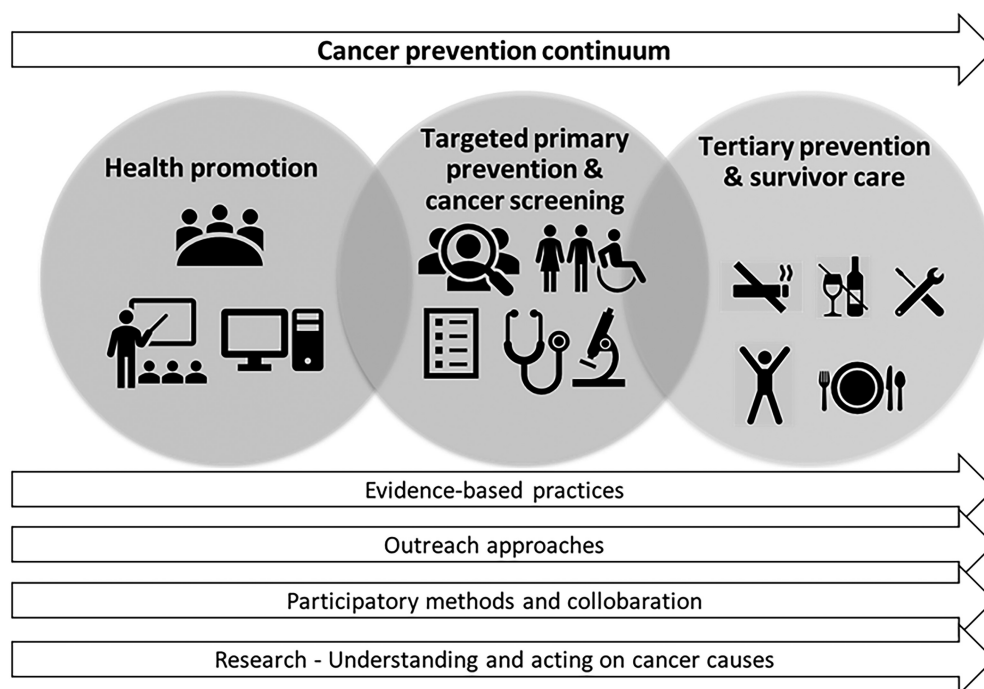 Cancer prevention continuum
Health promotion
Targeted primary
prevention &
cancer screening
Tertiary prevention
& survivor care
Evidence-based practices
Outreach approaches
Participatory methods and collobaration
Research - Understanding and acting on cancer causes